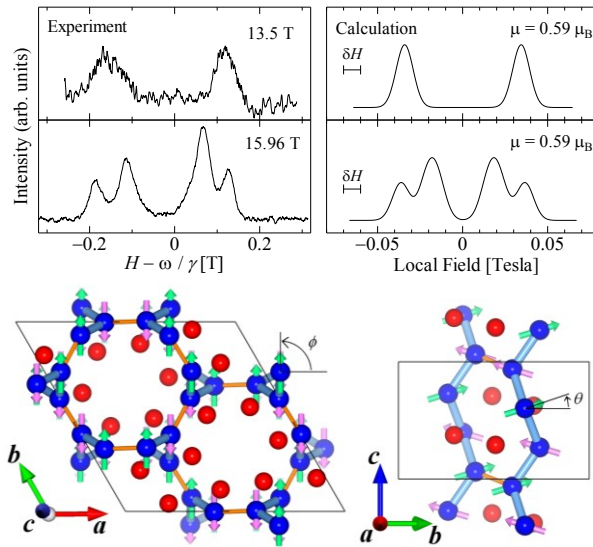 Experiment
13.5 T
15.96 T
Intensity (arb. units)
−0.2 0 0.2
H − ω / γ [T]
Calculation
μ = 0.59 μB
δH
μ = 0.59 μB
δH
−0.05 0.0 0.05
Local Field [Tesla]
ϕ
b
c
a
θ
c
a
b